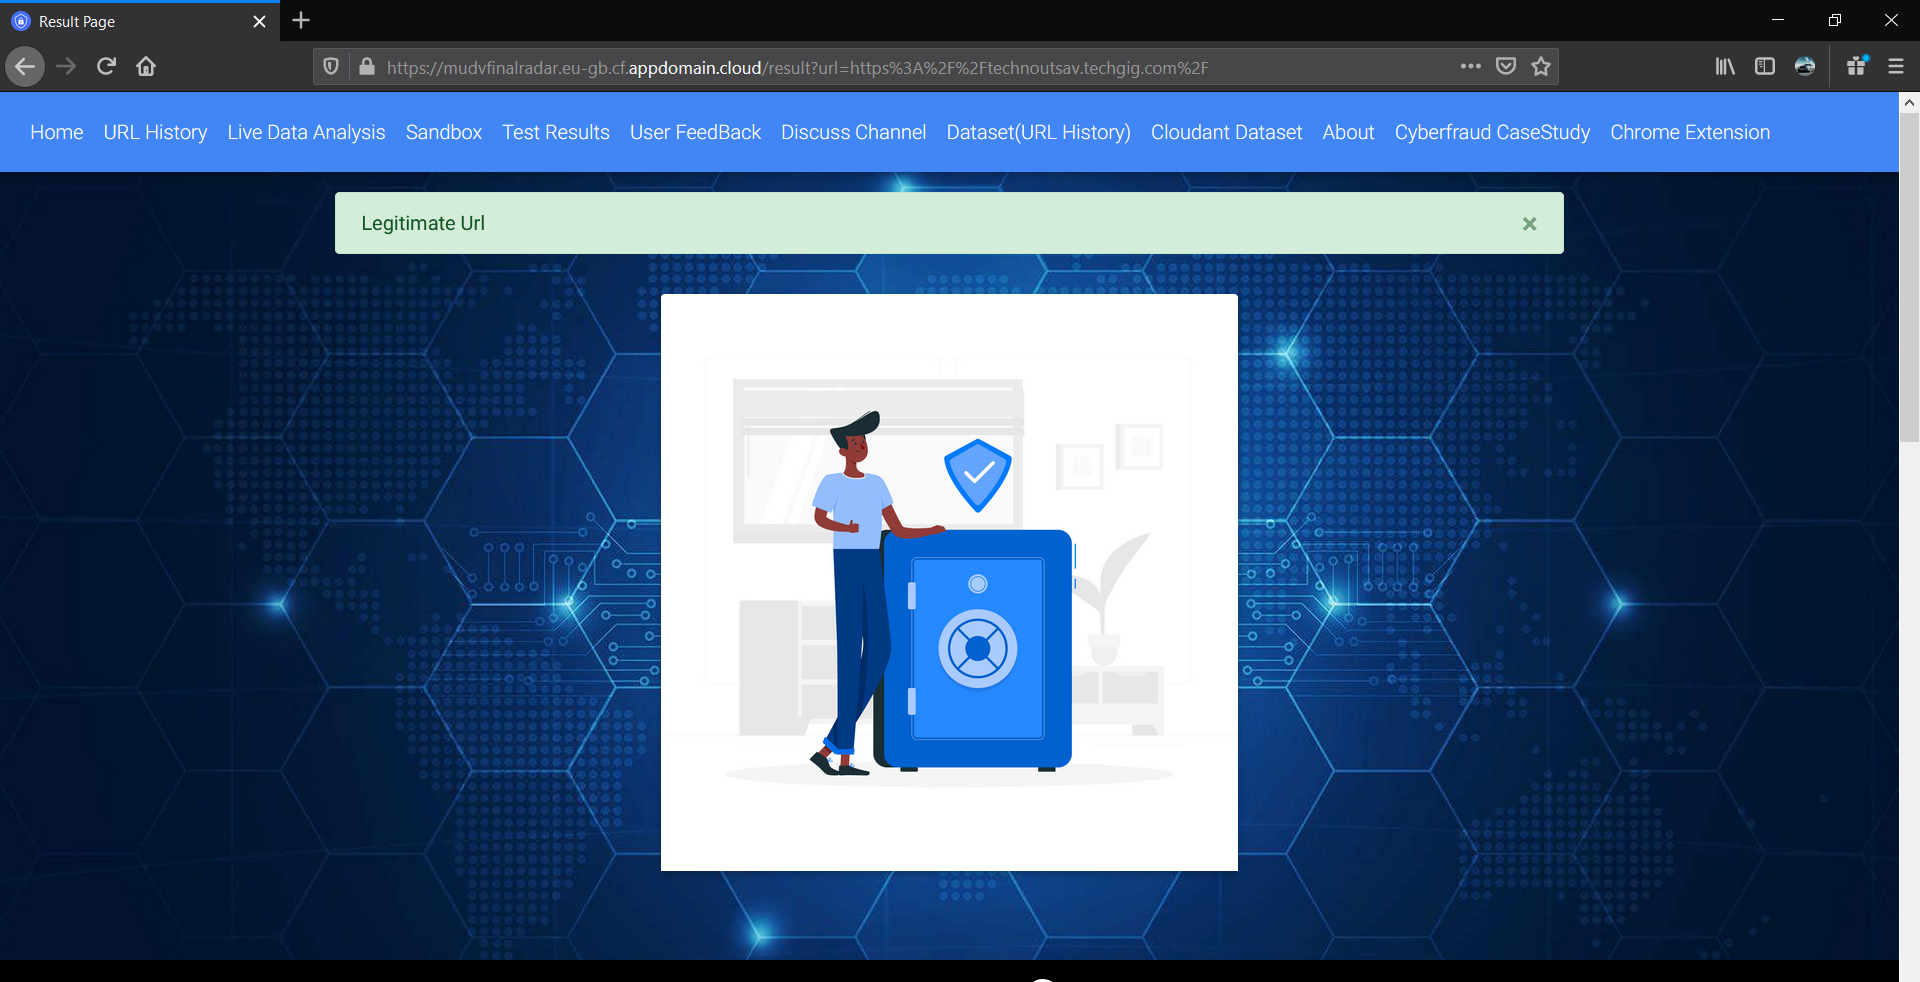 Result Page
https://mudvfinalradar.eu-gb.cf.appdomain.cloud/result?url=https%3A%2F%2Ftechnoutsav.techgig.com%2F
Home URL History Live Data Analysis Sandbox Test Results User FeedBack Discuss Channel Dataset(URL History) Cloudant Dataset About Cyberfraud CaseStudy Chrome Extension
Legitimate Url